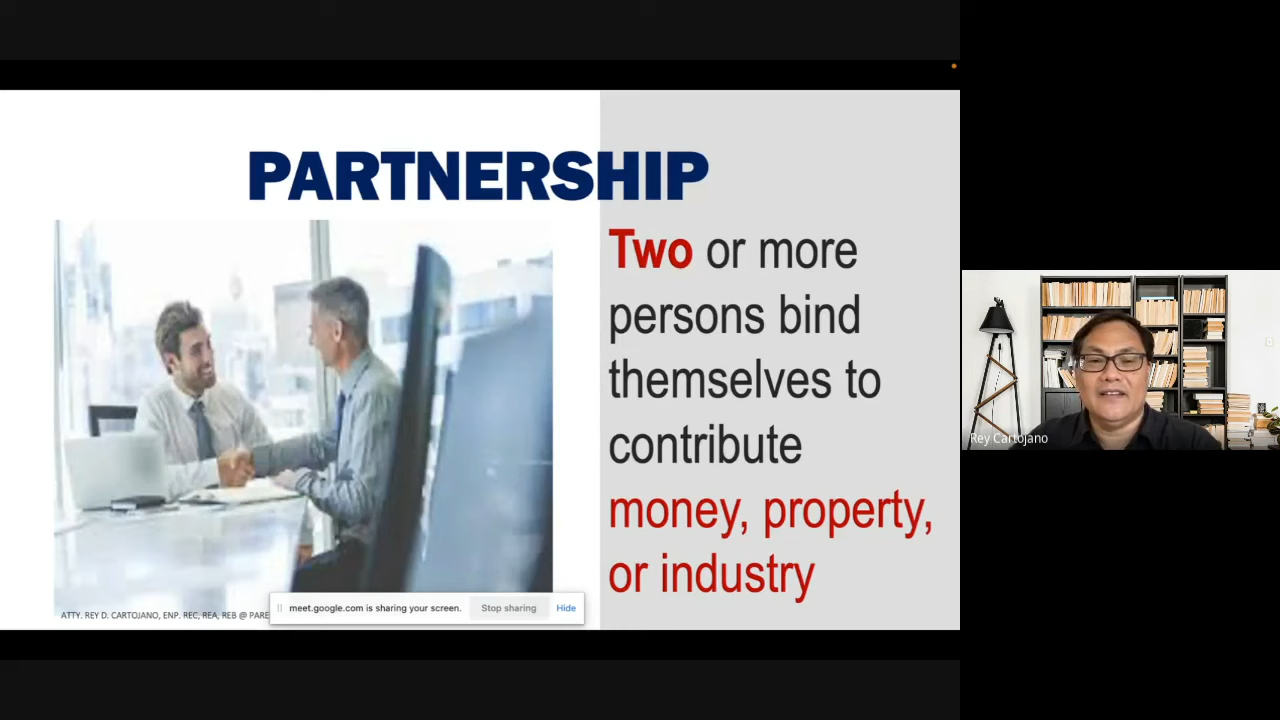 PARTNERSHIP
Two or more
persons bind
themselves to
contribute
money, property,
or industry
ATTY. REY D. CARTOJANO, ENP. REC, REA, REB @ PARE
meet.google.com is sharing your screen.
Stop sharing
Hide
Rey Cartojano